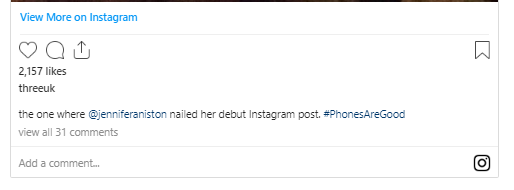 View More on Instagram
2,157 likes
threeuk
the one where @jenniferaniston nailed her debut Instagram post. #PhonesAreGood
view all 31 comments
Add a comment...